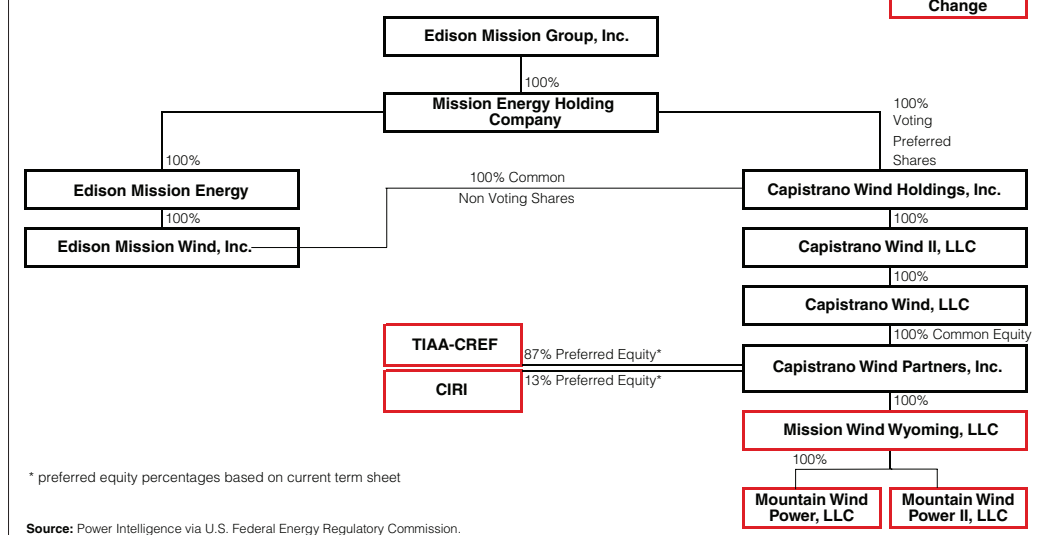 Change
Edison Mission Group, Inc.
100%
Mission Energy Holding
Company
100%
Voting
Preferred
Shares
100%
Edison Mission Energy
100% Common
Non Voting Shares
Capistrano Wind Holdings, Inc.
100%
100%
Edison Mission Wind, Inc.
Capistrano Wind II, LLC
100%
Capistrano Wind, LLC
100% Common Equity
TIAA-CREF
87% Preferred Equity*
CIRI
13% Preferred Equity*
Capistrano Wind Partners, Inc.
100%
Mission Wind Wyoming, LLC
100%
* preferred equity percentages based on current term sheet
Mountain Wind
Power, LLC
Mountain Wind
Power II, LLC
Source: Power Intelligence via U.S. Federal Energy Regulatory Commission.